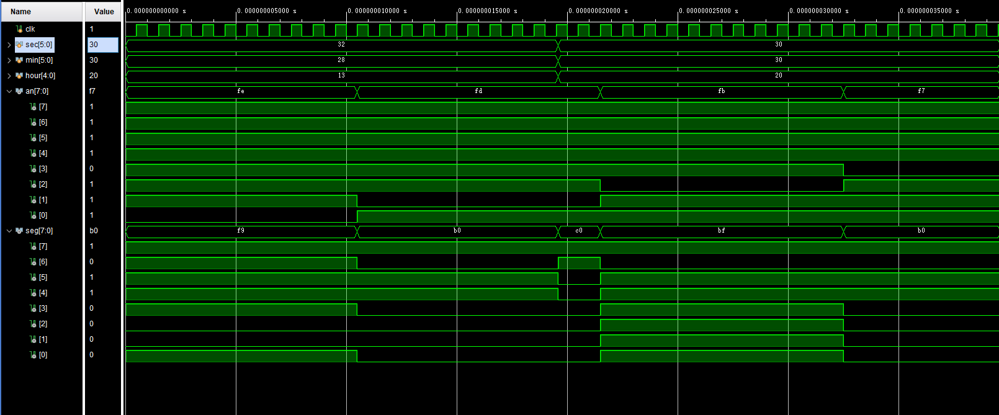 Name Value 0.000000000000 s 0.000000005000 s 0.000000010000 s 0.000000015000 s 0.000000020000 s 0.000000025000 s 0.000000030000 s 0.000000035000 s
clk 1
sec[5:0] 30 32 30
min[5:0] 30 28 30
hour[4:0] 20 13 20
an[7:0] f7 fe fd fb f7
[7] 1
[6] 1
[5] 1
[4] 1
[3] 0
[2] 1
[1] 1
[0] 1
seg[7:0] b0 f9 b0 c0 bf b0
[7] 1
[6] 0
[5] 1
[4] 1
[3] 0
[2] 0
[1] 0
[0] 0